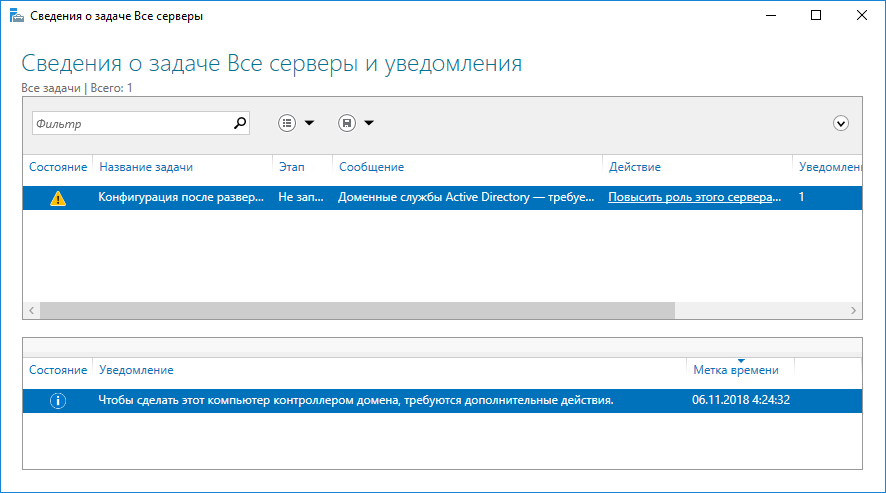 Сведения о задаче Все серверы
Сведения о задаче Все серверы и уведомления
Все задачи | Всего: 1
Фильтр
Состояние Название задачи Этап Сообщение Действие Уведомлени
Конфигурация после развер... Не зап... Доменные службы Active Directory — требуе... Повысить роль этого сервера... 1
Состояние Уведомление Метка времени
Чтобы сделать этот компьютер контроллером домена, требуются дополнительные действия. 06.11.2018 4:24:32